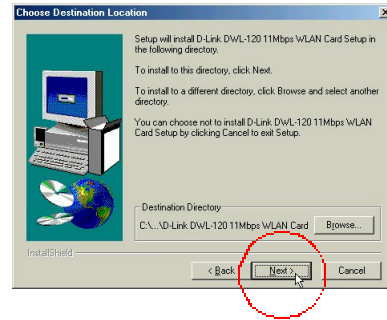 Choose Destination Location
Setup will install D-Link DWL-120 11Mbps WLAN Card Setup in
the following directory.
To install to this directory, click Next.
To install to a different directory, click Browse and select another
directory.
You can choose not to install D-Link DWL-120 11Mbps WLAN
Card Setup by clicking Cancel to exit Setup.
Destination Directory
C:\...\D-Link DWL-120 11Mbps WLAN Card
Browse...
InstallShield
< Back
Next >
Cancel